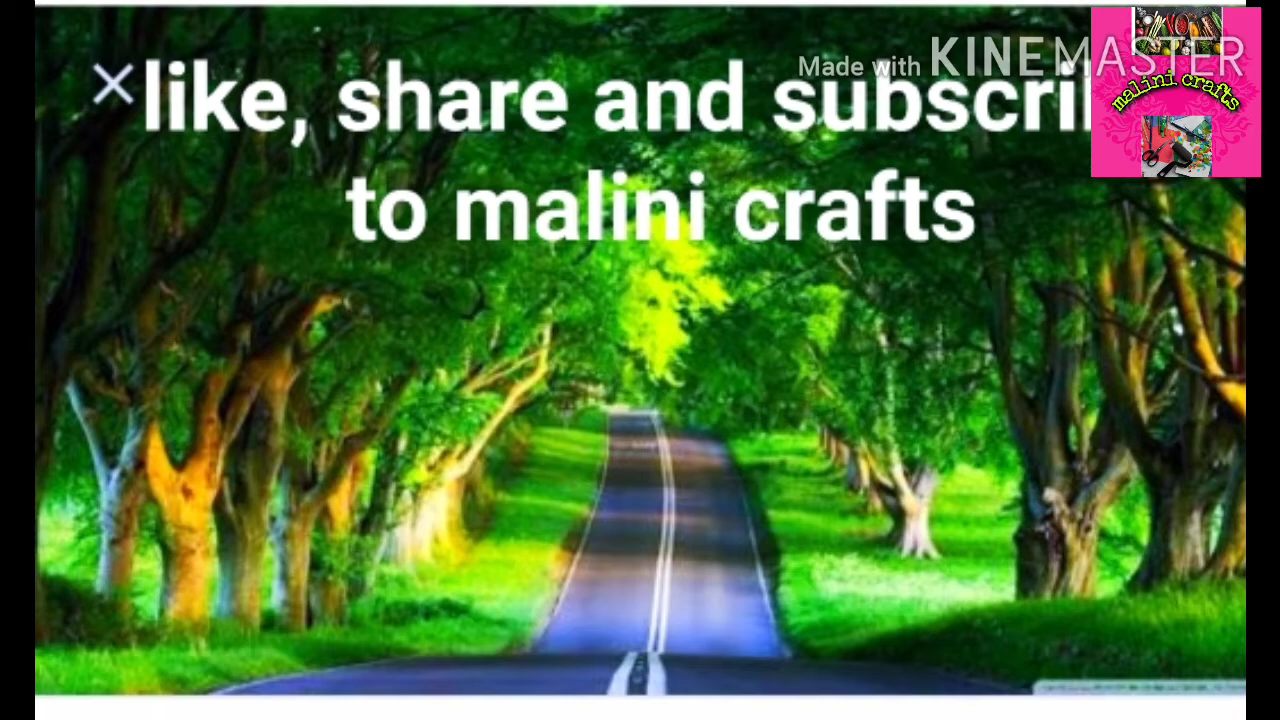 Made with KINEMASTER
like, share and subscri
to malini crafts
malini crafts